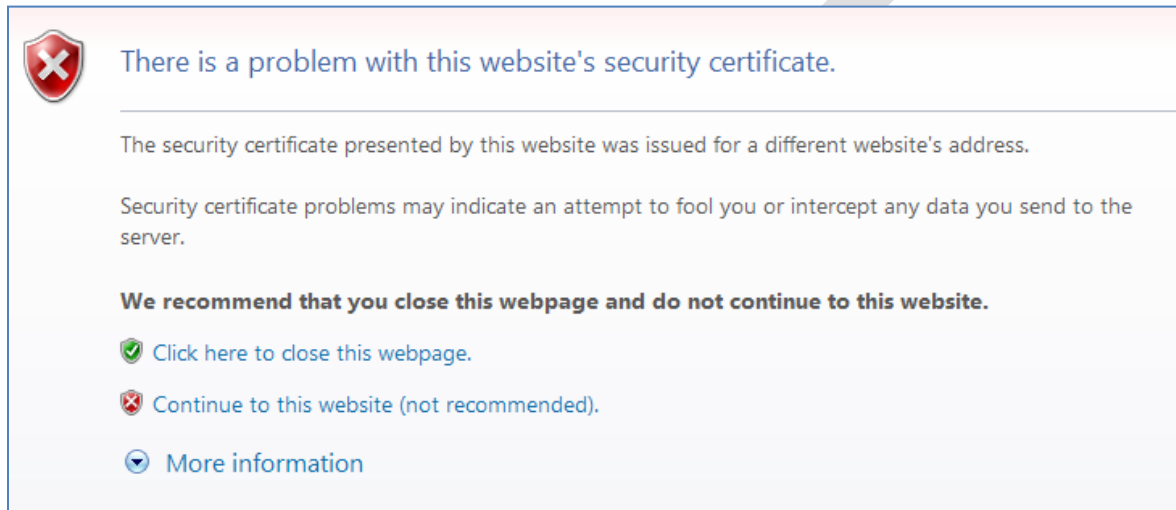 There is a problem with this website's security certificate.
The security certificate presented by this website was issued for a different website's address.
Security certificate problems may indicate an attempt to fool you or intercept any data you send to the
server.
We recommend that you close this webpage and do not continue to this website.
Click here to close this webpage.
Continue to this website (not recommended).
More information